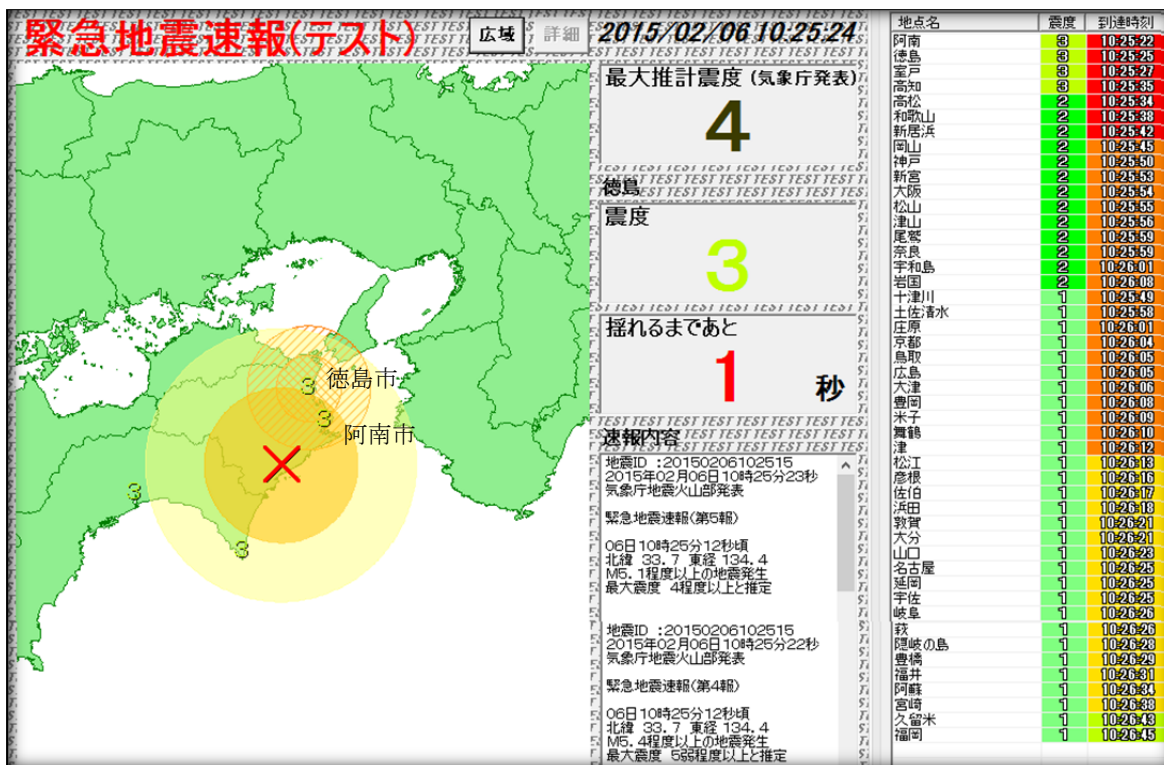 緊急地震速報(テスト)
広域
詳細
2015/02/06 10:25:24
最大推計震度(気象庁発表)
4
徳島
震度
3
揺れるまであと
1 秒
速報内容
地震ID :20150206102515
2015年02月06日10時25分23秒
気象庁地震火山部発表
緊急地震速報(第5報)
06日10時25分12秒頃
北緯 33.7 東経 134.4
M5.1程度以上の地震発生
最大震度 4程度以上と推定
地震ID :20150206102515
2015年02月06日10時25分22秒
気象庁地震火山部発表
緊急地震速報(第4報)
06日10時25分12秒頃
北緯 33.7 東経 134.4
M5.4程度以上の地震発生
最大震度 5弱程度以上と推定
3 徳島市
3 阿南市
3
3
地点名 震度 到達時刻
阿南 3 10:25:22
徳島 3 10:25:25
室戸 3 10:25:27
高知 3 10:25:35
高松 2 10:25:34
和歌山 2 10:25:38
新居浜 2 10:25:42
岡山 2 10:25:45
神戸 2 10:25:50
新宮 2 10:25:53
大阪 2 10:25:54
松山 2 10:25:55
津山 2 10:25:56
尾鷲 2 10:25:59
奈良 2 10:25:59
宇和島 2 10:26:01
岩国 2 10:26:08
十津川 1 10:25:49
土佐清水 1 10:25:58
庄原 1 10:26:01
京都 1 10:26:04
鳥取 1 10:26:05
広島 1 10:26:05
大津 1 10:26:06
豊岡 1 10:26:08
米子 1 10:26:09
舞鶴 1 10:26:10
津 1 10:26:12
松江 1 10:26:13
彦根 1 10:26:16
佐伯 1 10:26:17
浜田 1 10:26:18
敦賀 1 10:26:21
大分 1 10:26:21
山口 1 10:26:23
名古屋 1 10:26:25
延岡 1 10:26:25
宇佐 1 10:26:25
岐阜 1 10:26:26
萩 1 10:26:26
隠岐の島 1 10:26:28
豊橋 1 10:26:29
福井 1 10:26:31
阿蘇 1 10:26:34
宮崎 1 10:26:38
久留米 1 10:26:43
福岡 1 10:26:45